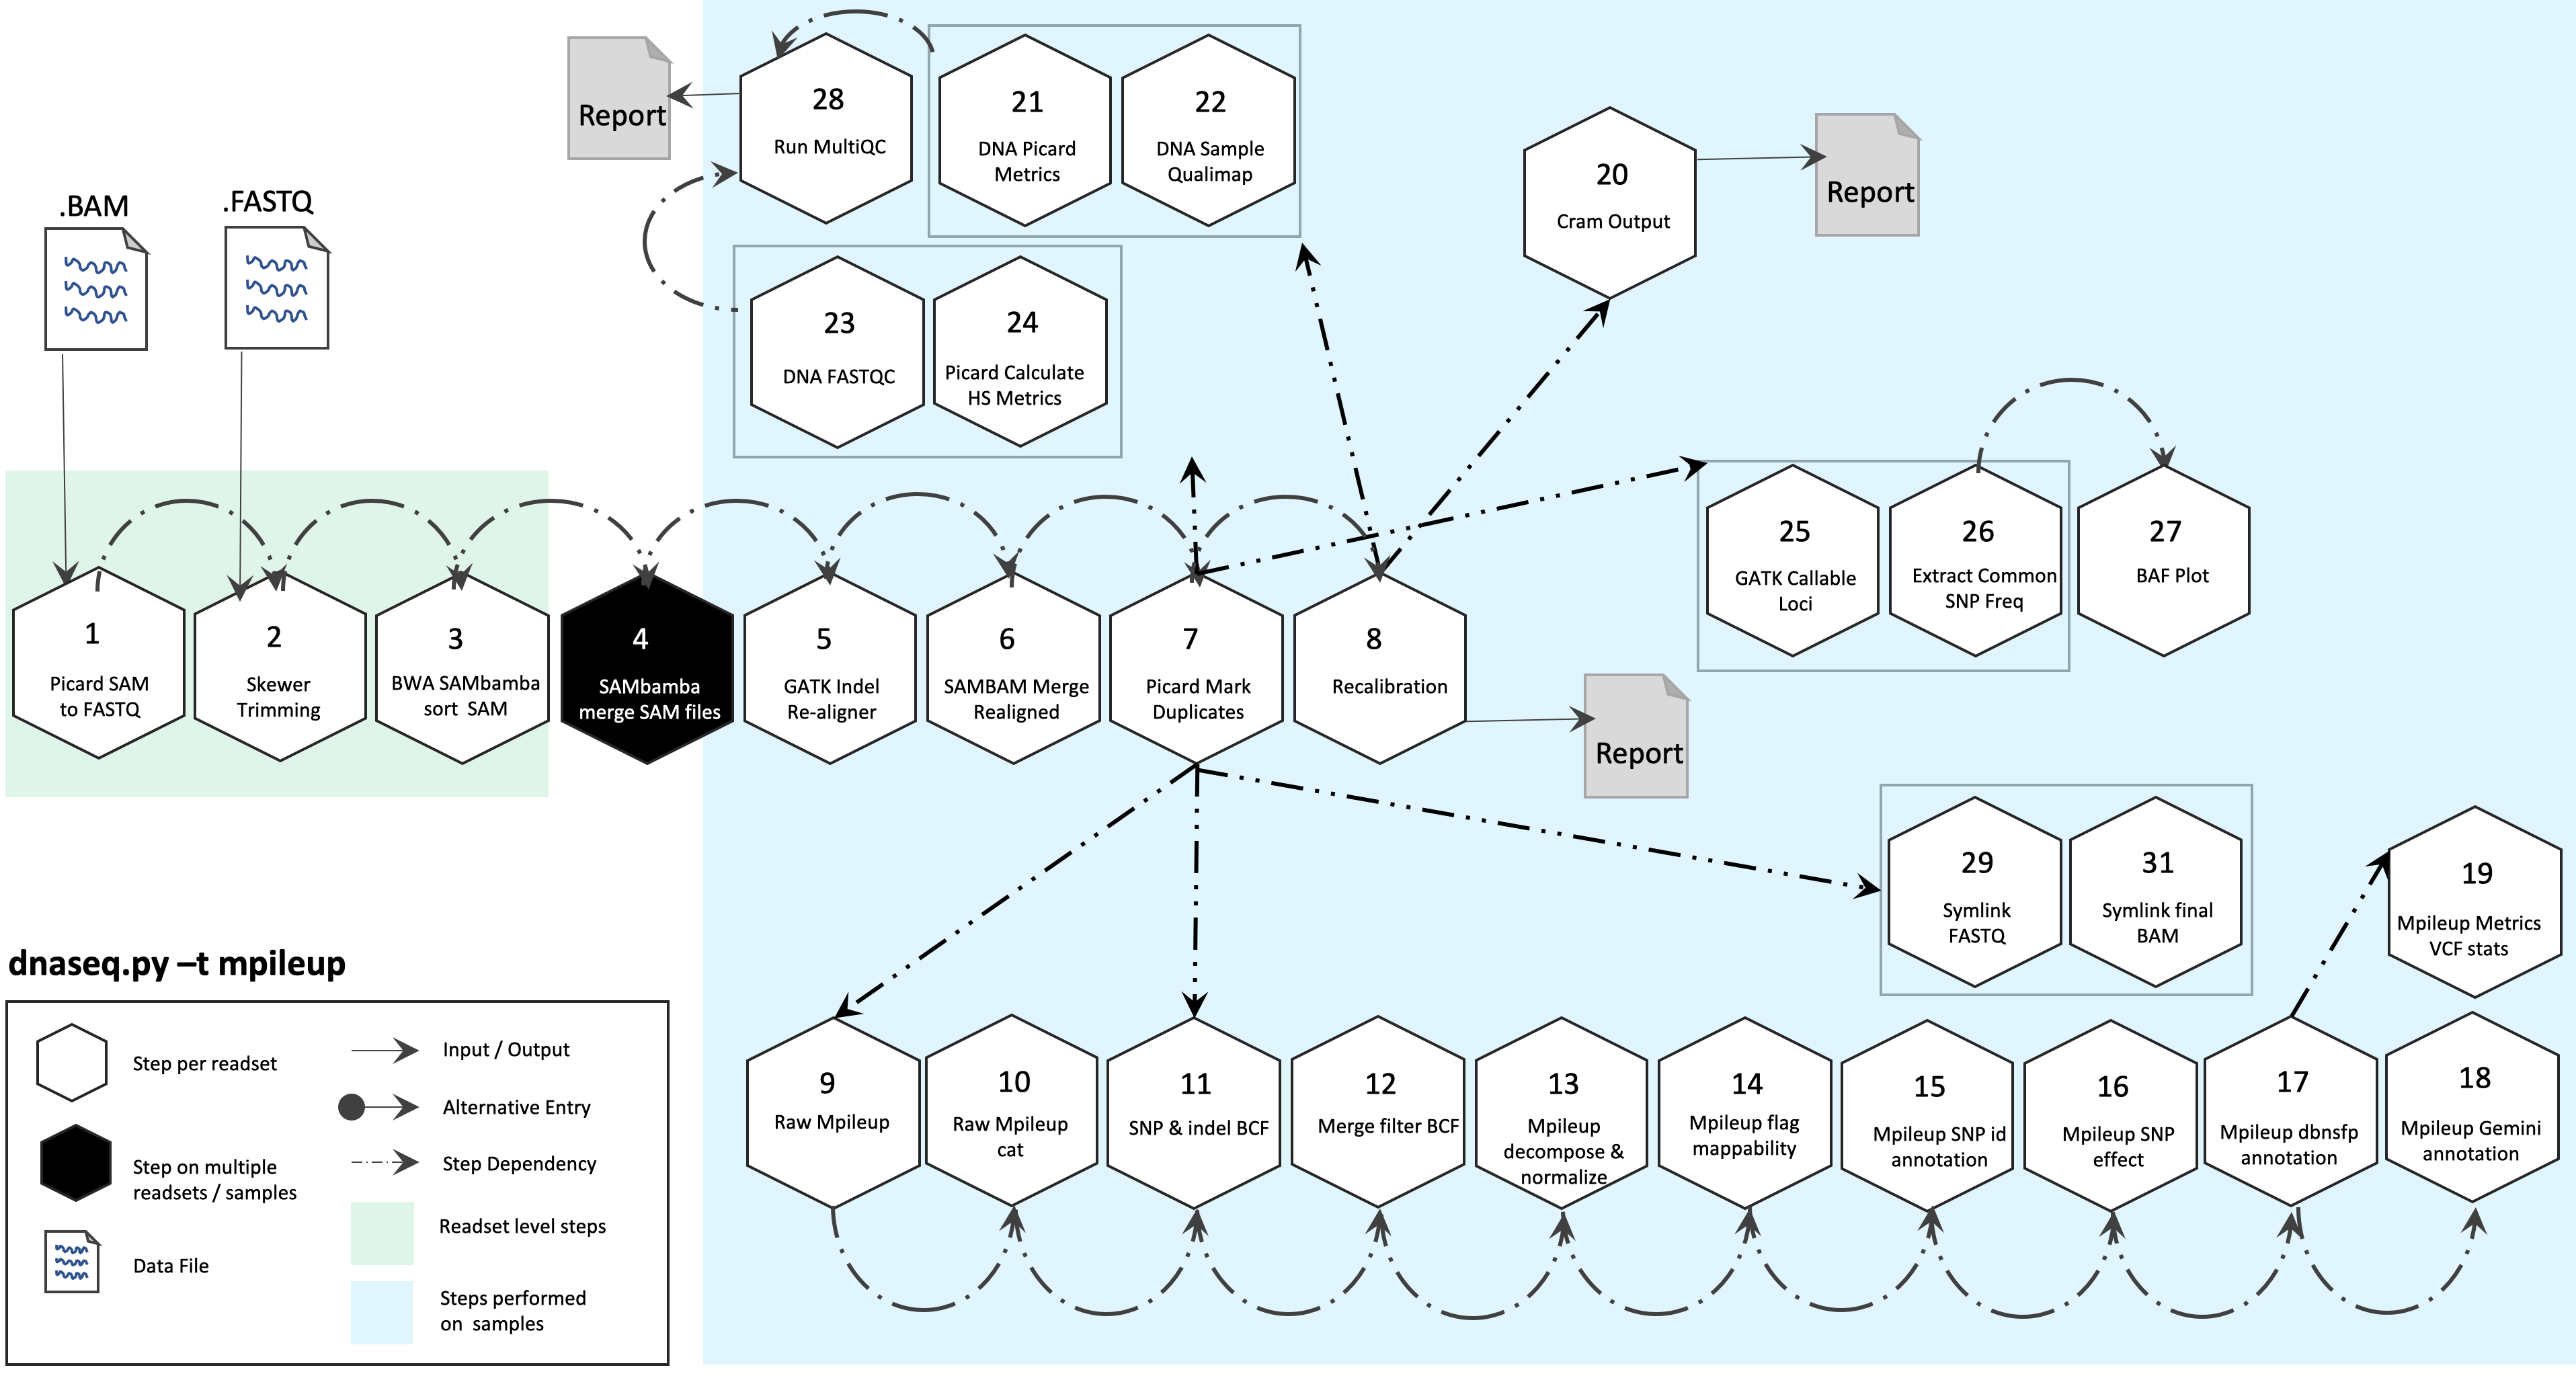 28
Run MultiQC
Report
21
DNA Picard
Metrics
22
DNA Sample
Qualimap
20
Cram Output
Report
.BAM
.FASTQ
23
DNA FASTQC
24
Picard Calculate
HS Metrics
25
GATK Callable
Loci
26
Extract Common
SNP Freq
27
BAF Plot
1
Picard SAM
to FASTQ
2
Skewer
Trimming
3
BWA SAMbamba
sort SAM
4
SAMbamba
merge SAM files
5
GATK Indel
Re-aligner
6
SAMBAM Merge
Realigned
7
Picard Mark
Duplicates
8
Recalibration
Report
29
Symlink
FASTQ
31
Symlink final
BAM
19
Mpileup Metrics
VCF stats
9
Raw Mpileup
10
Raw Mpileup
cat
11
SNP & indel BCF
12
Merge filter BCF
13
Mpileup
decompose &
normalize
14
Mpileup flag
mappability
15
Mpileup SNP id
annotation
16
Mpileup SNP
effect
17
Mpileup dbnsfp
annotation
18
Mpileup Gemini
annotation
dnaseq.py –t mpileup
Step per readset
Step on multiple
readsets / samples
Data File
Input / Output
Alternative Entry
Step Dependency
Readset level steps
Steps performed
on samples